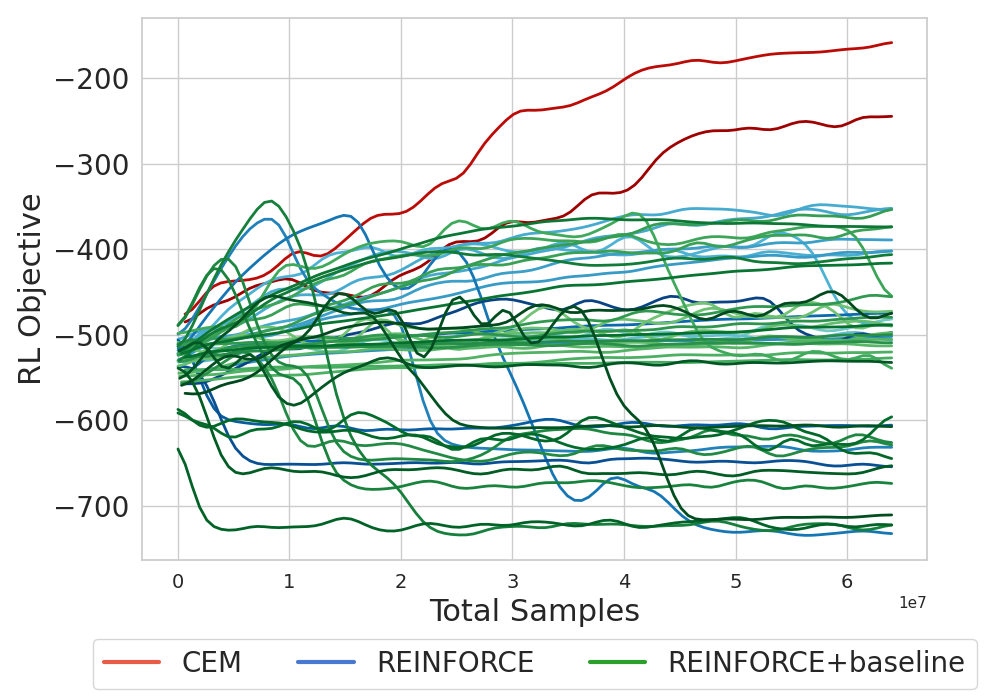 RL Objective
−200
−300
−400
−500
−600
−700
0 1 2 3 4 5 6
1e7
Total Samples
CEM REINFORCE REINFORCE+baseline